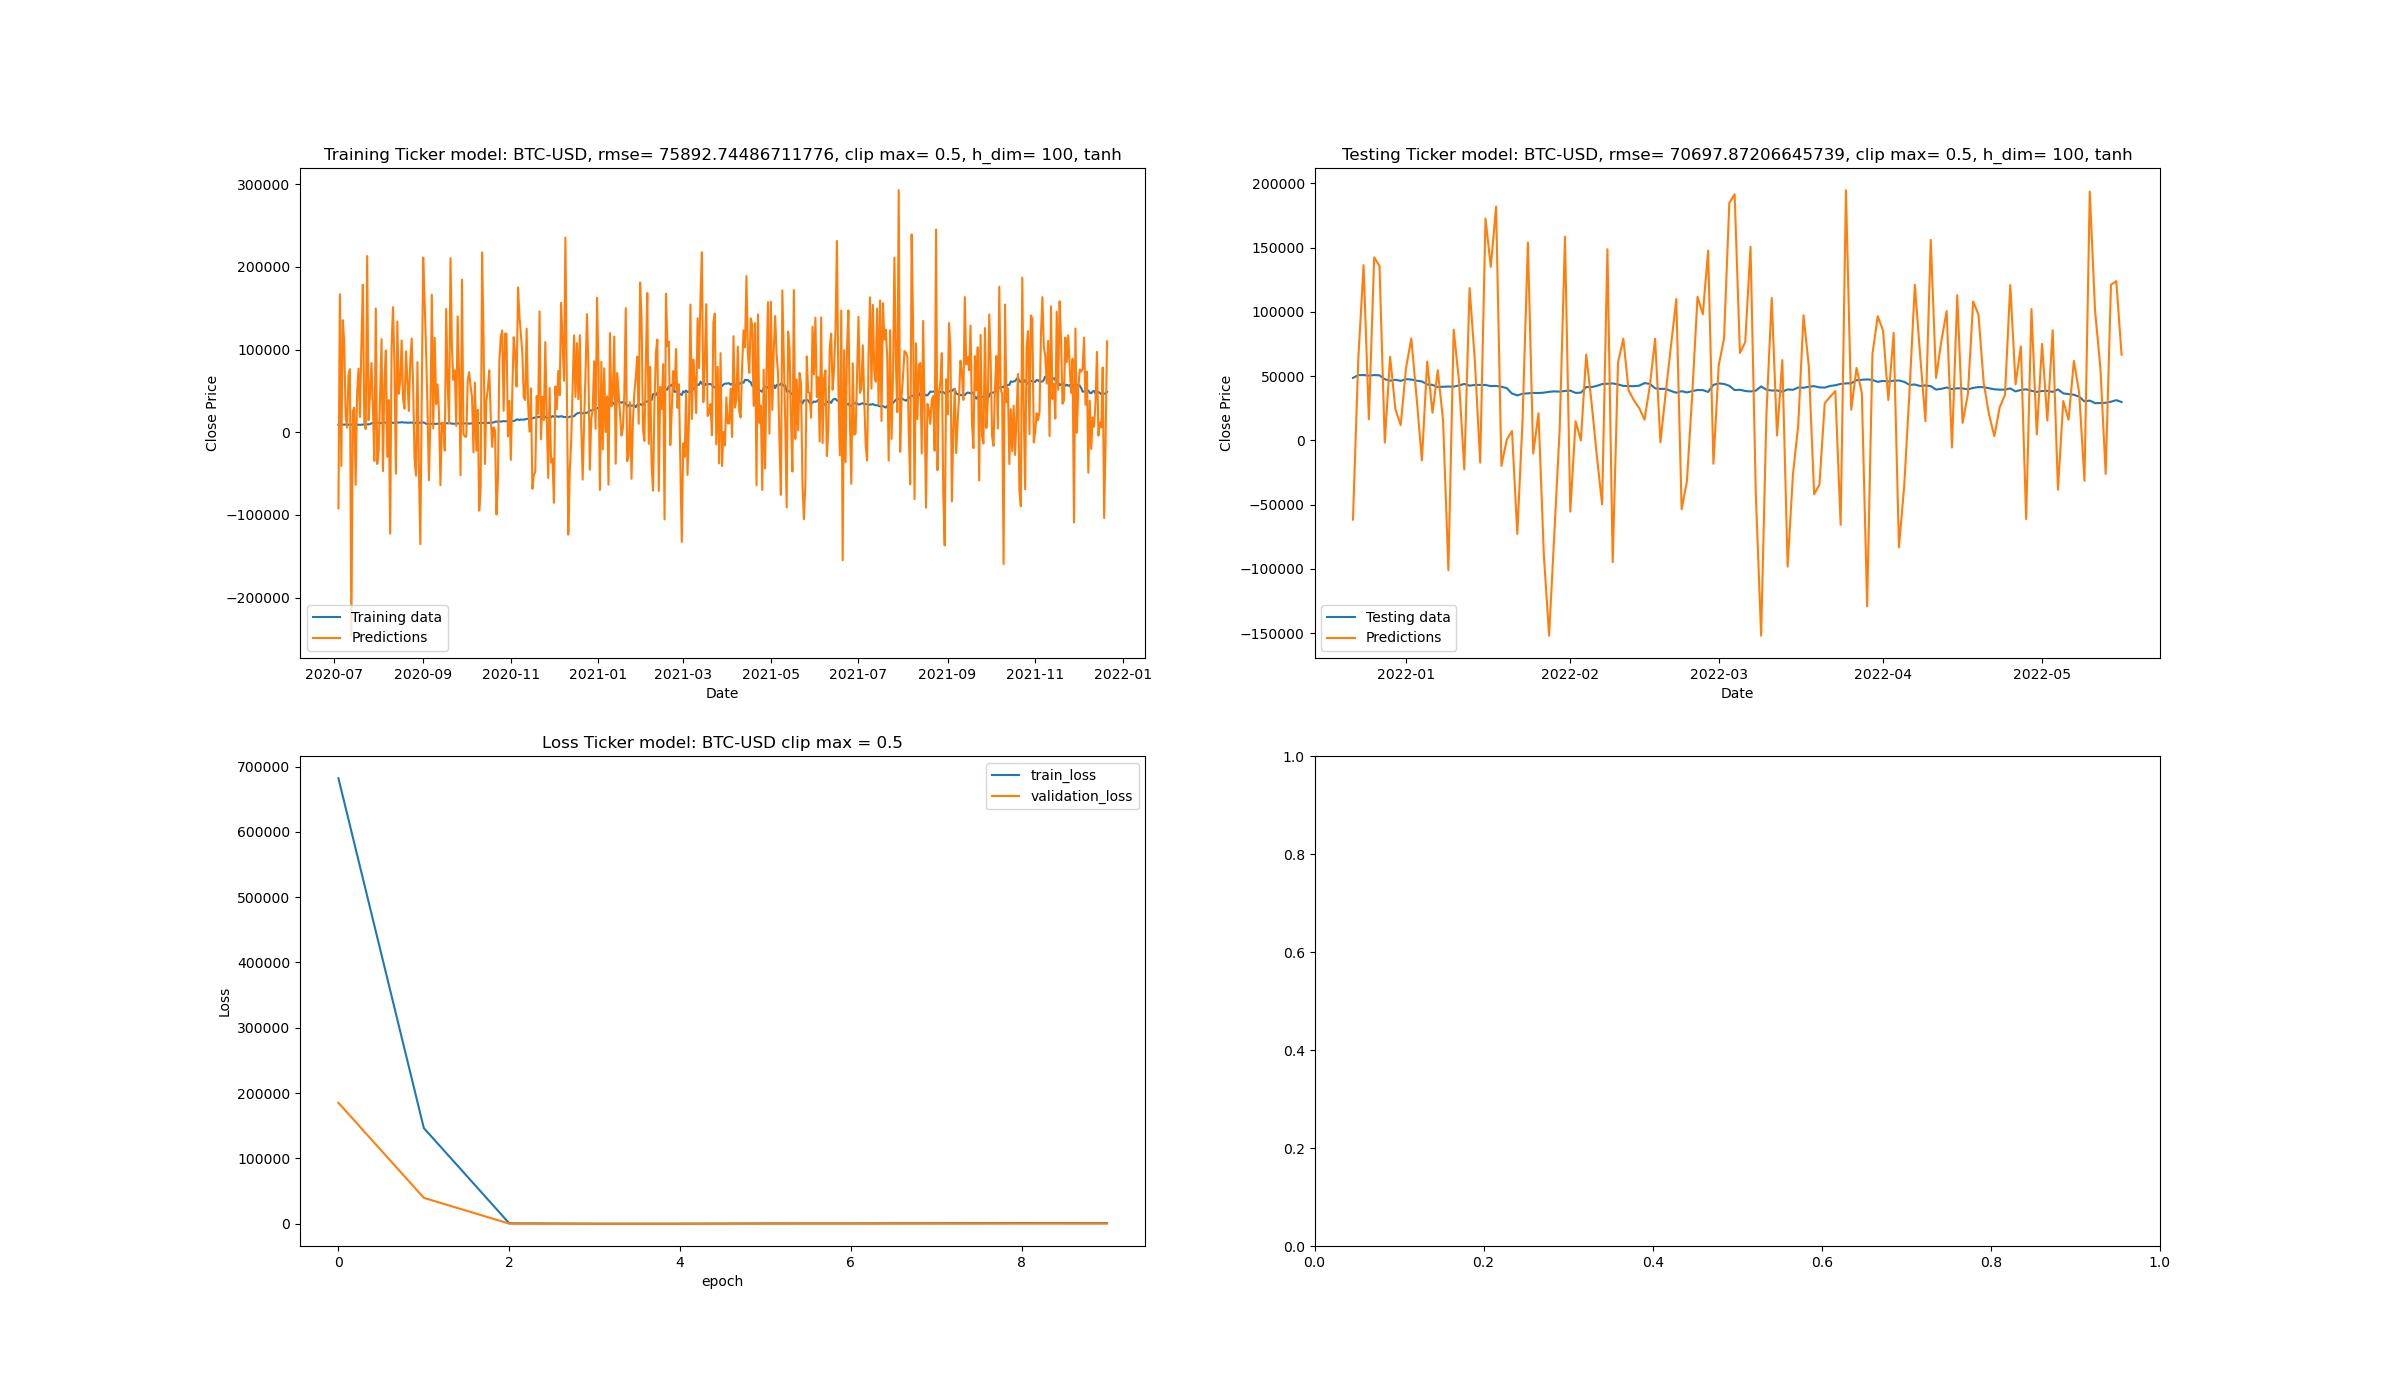 Training Ticker model: BTC-USD, rmse= 75892.74486711776, clip max= 0.5, h_dim= 100, tanh
300000
200000
100000
0
−100000
−200000
Close Price
Training data
Predictions
2020-07 2020-09 2020-11 2021-01 2021-03 2021-05 2021-07 2021-09 2021-11 2022-01
Date
Testing Ticker model: BTC-USD, rmse= 70697.87206645739, clip max= 0.5, h_dim= 100, tanh
200000
150000
100000
50000
0
−50000
−100000
−150000
Close Price
Testing data
Predictions
2022-01 2022-02 2022-03 2022-04 2022-05
Date
Loss Ticker model: BTC-USD clip max = 0.5
700000
600000
500000
400000
300000
200000
100000
0
Loss
train_loss
validation_loss
0 2 4 6 8
epoch
1.0
0.8
0.6
0.4
0.2
0.0
0.0 0.2 0.4 0.6 0.8 1.0